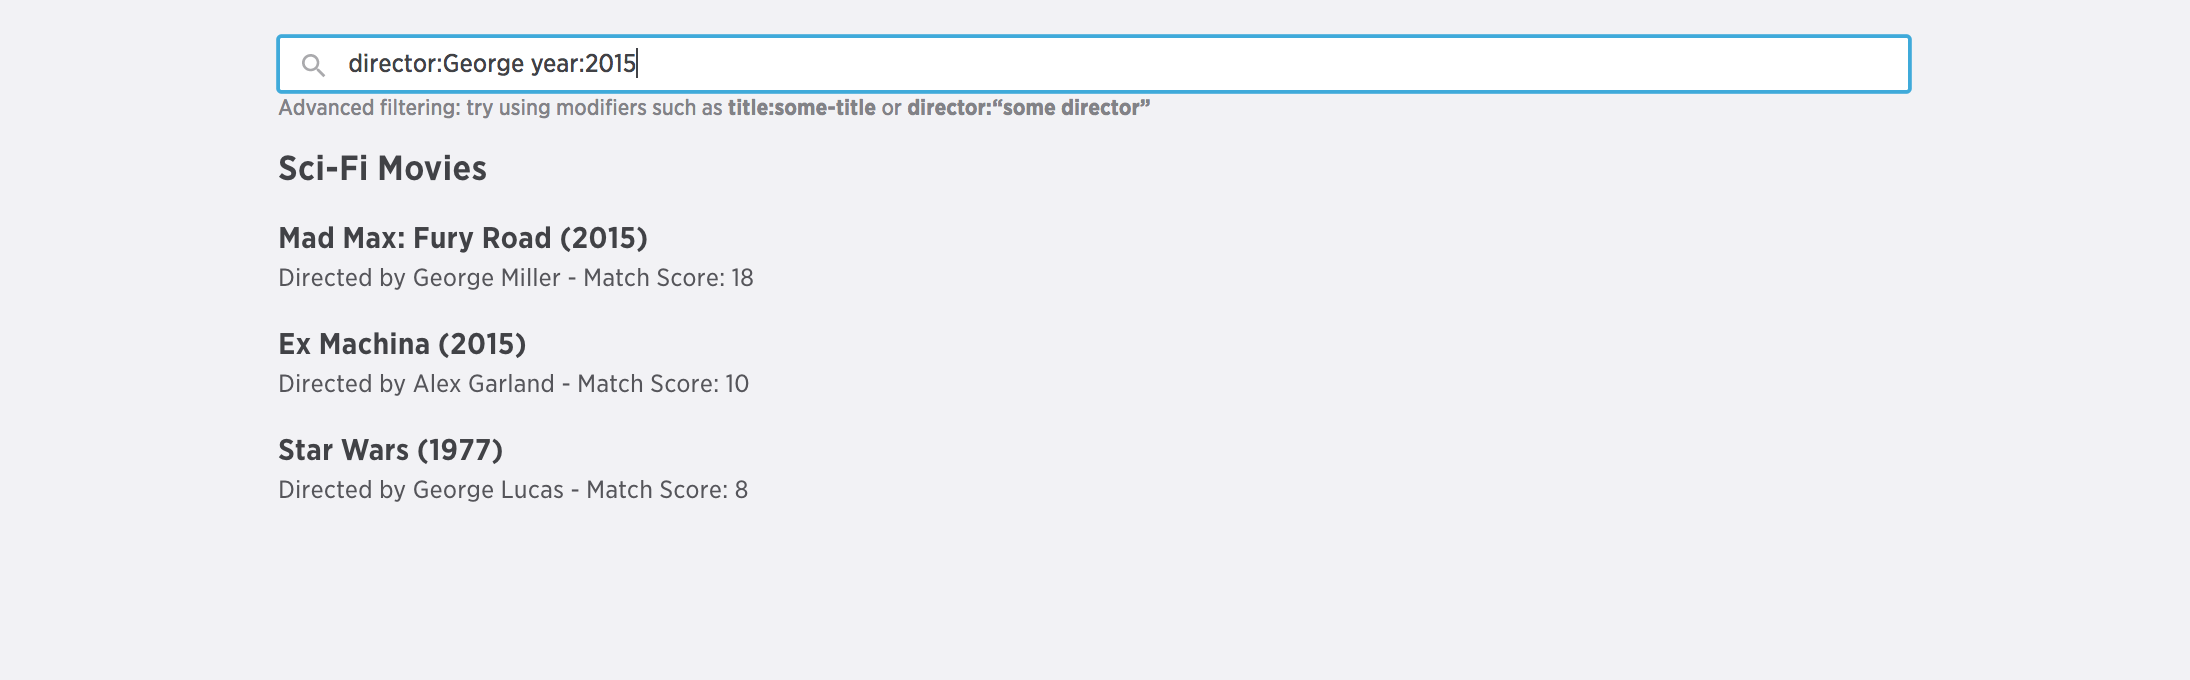 director:George year:2015
Advanced filtering: try using modifiers such as title:some-title or director:“some director”
Sci-Fi Movies
Mad Max: Fury Road (2015)
Directed by George Miller - Match Score: 18
Ex Machina (2015)
Directed by Alex Garland - Match Score: 10
Star Wars (1977)
Directed by George Lucas - Match Score: 8